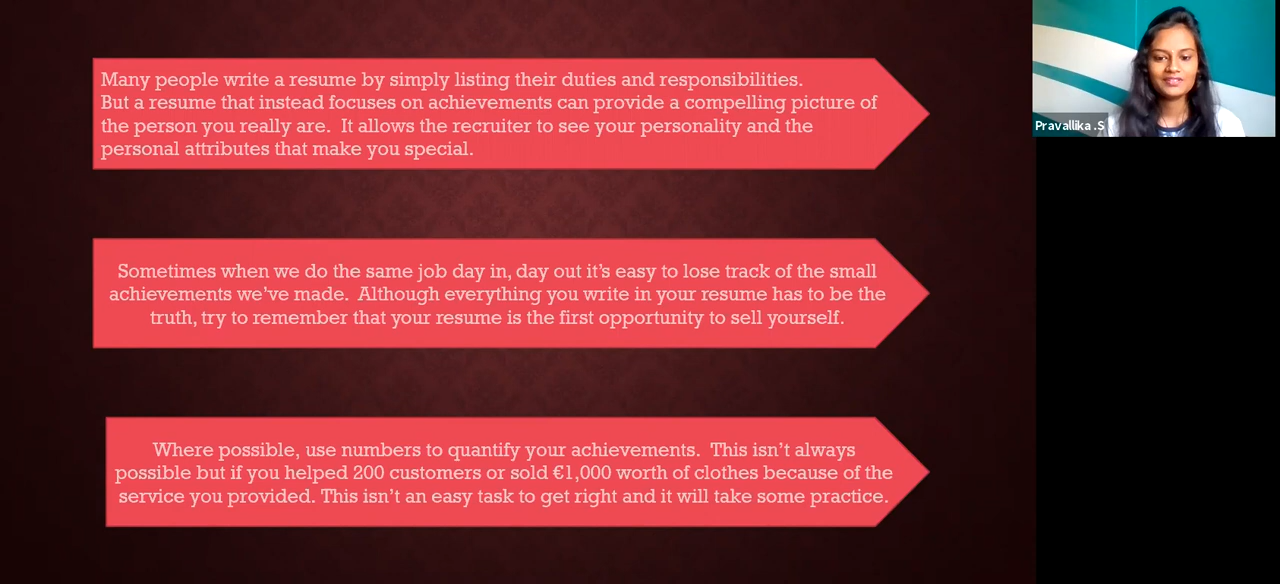 Many people write a resume by simply listing their duties and responsibilities.
But a resume that instead focuses on achievements can provide a compelling picture of
the person you really are.  It allows the recruiter to see your personality and the
personal attributes that make you special.
Sometimes when we do the same job day in, day out it’s easy to lose track of the small
achievements we’ve made.  Although everything you write in your resume has to be the
truth, try to remember that your resume is the first opportunity to sell yourself.
Where possible, use numbers to quantify your achievements.  This isn’t always
possible but if you helped 200 customers or sold €1,000 worth of clothes because of the
service you provided. This isn’t an easy task to get right and it will take some practice.
Pravallika .S